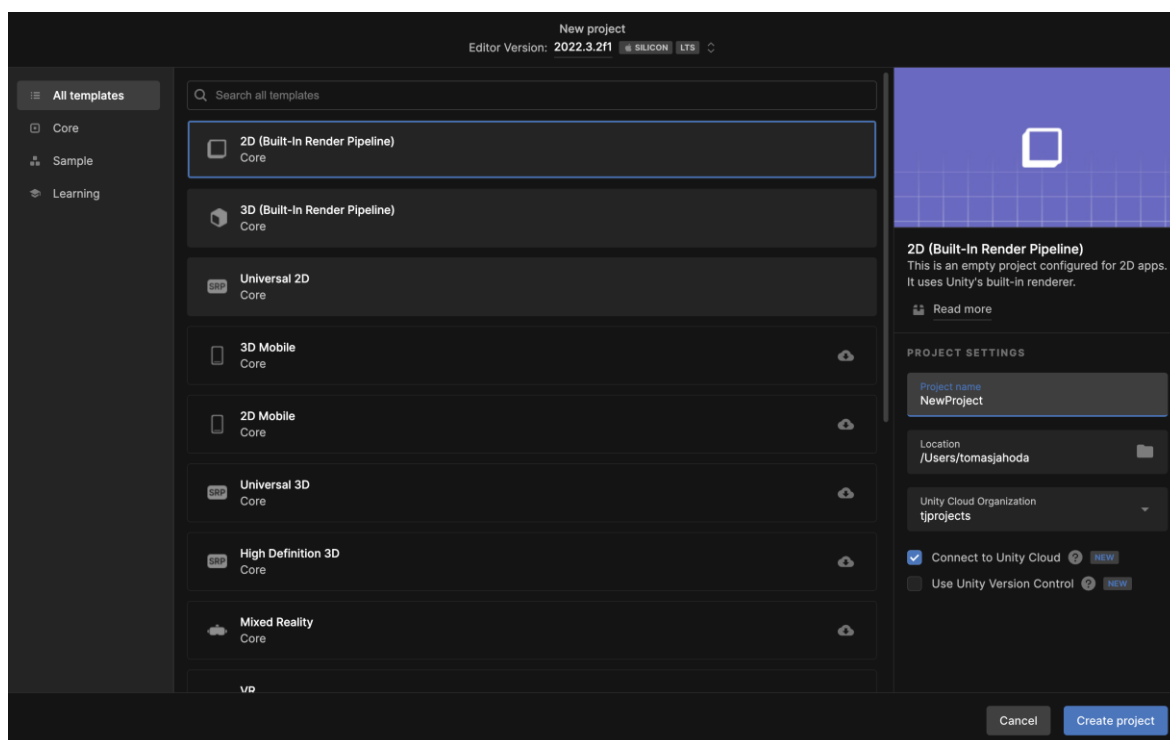 New project
Editor Version: 2022.3.2f1 SILICON LTS
All templates
Core
Sample
Learning
Search all templates
2D (Built-In Render Pipeline)
Core
3D (Built-In Render Pipeline)
Core
Universal 2D
Core
SRP
3D Mobile
Core
2D Mobile
Core
Universal 3D
Core
SRP
High Definition 3D
Core
SRP
Mixed Reality
Core
VR
2D (Built-In Render Pipeline)
This is an empty project configured for 2D apps.
It uses Unity's built-in renderer.
Read more
PROJECT SETTINGS
Project name
NewProject
Location
/Users/tomasjahoda
Unity Cloud Organization
tjprojects
Connect to Unity Cloud ? NEW
Use Unity Version Control ? NEW
Cancel
Create project